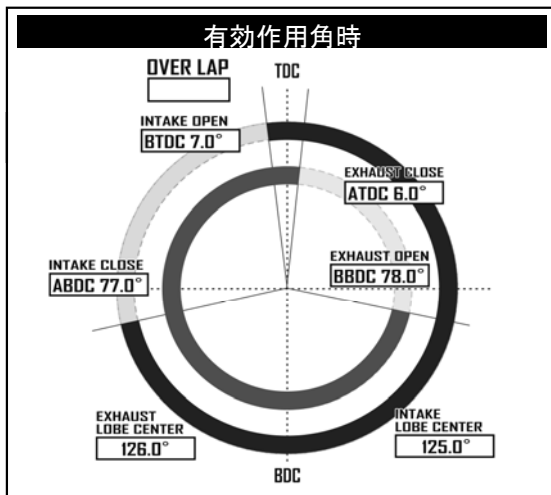 有効作用角時
OVER LAP
TDC
INTAKE OPEN
BTDC 7.0°
EXHAUST CLOSE
ATDC 6.0°
INTAKE CLOSE
ABDC 77.0°
EXHAUST OPEN
BBDC 78.0°
EXHAUST
LOBE CENTER
126.0°
INTAKE
LOBE CENTER
125.0°
BDC